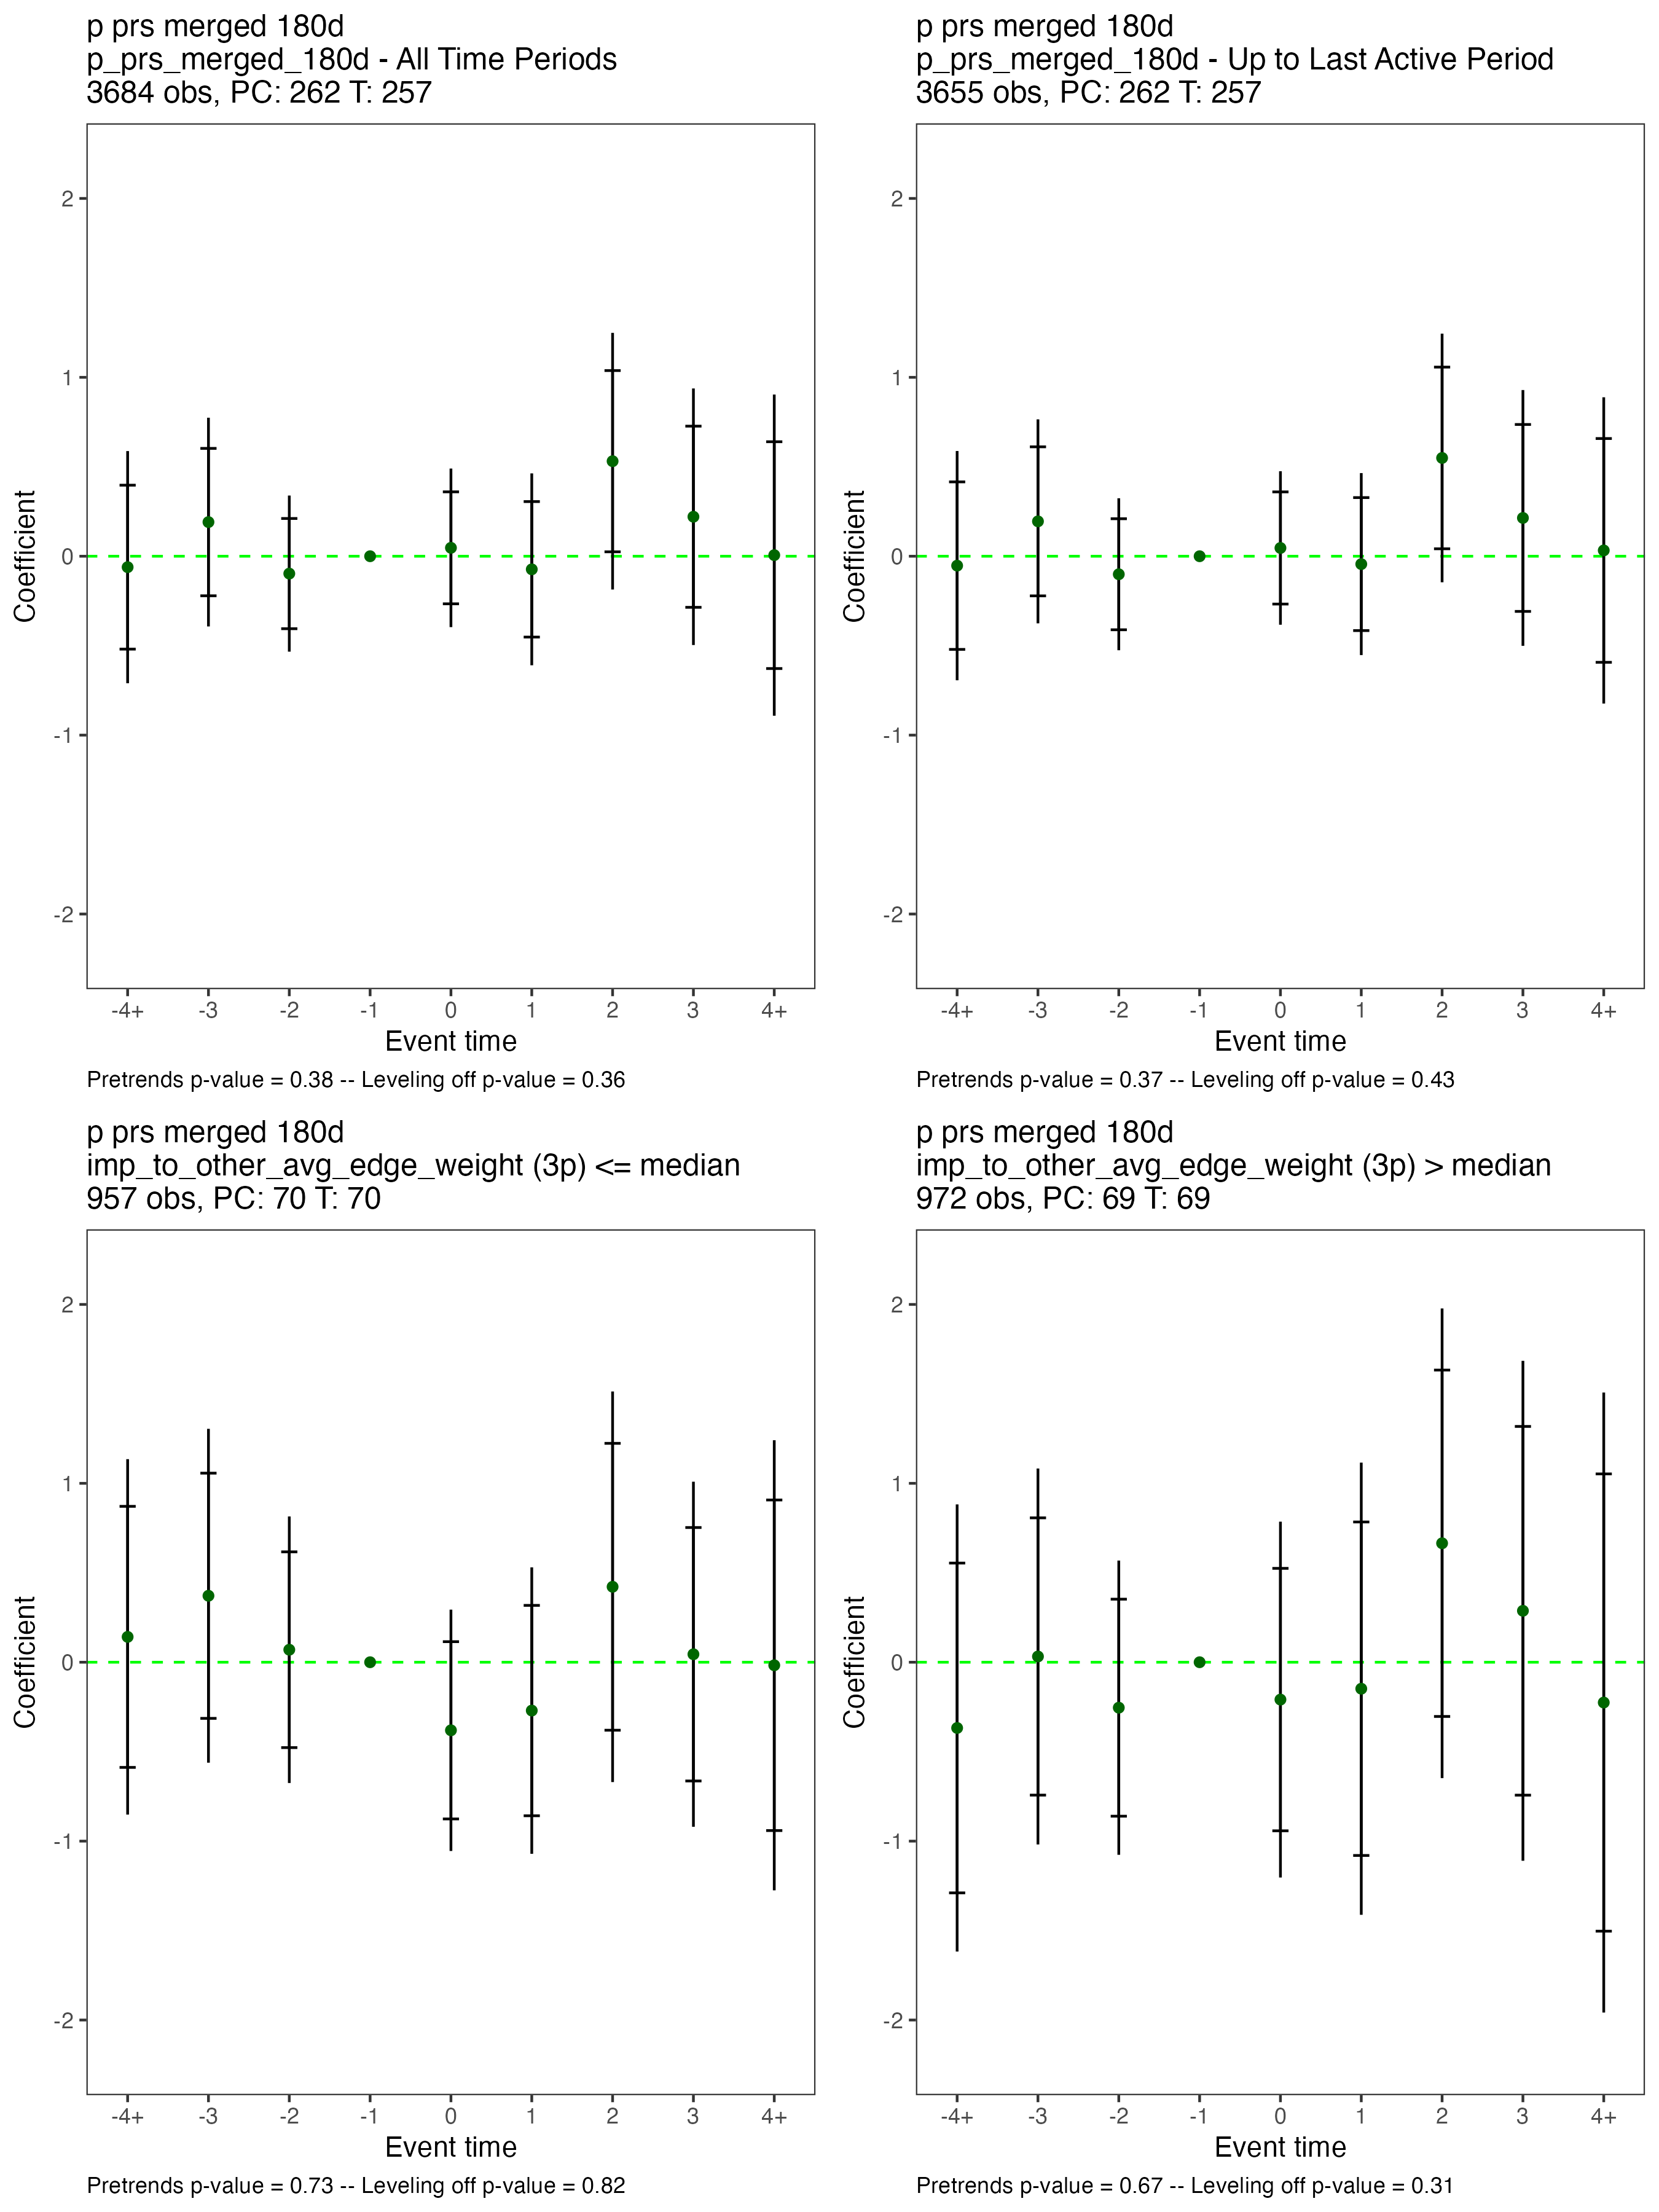 p prs merged 180d
p_prs_merged_180d - All Time Periods
3684 obs, PC: 262 T: 257
2
1
0
-1
-2
Coefficient
-4+ -3 -2 -1 0 1 2 3 4+
Event time
Pretrends p-value = 0.38 -- Leveling off p-value = 0.36
p prs merged 180d
p_prs_merged_180d - Up to Last Active Period
3655 obs, PC: 262 T: 257
2
1
0
-1
-2
Coefficient
-4+ -3 -2 -1 0 1 2 3 4+
Event time
Pretrends p-value = 0.37 -- Leveling off p-value = 0.43
p prs merged 180d
imp_to_other_avg_edge_weight (3p) <= median
957 obs, PC: 70 T: 70
2
1
0
-1
-2
Coefficient
-4+ -3 -2 -1 0 1 2 3 4+
Event time
Pretrends p-value = 0.73 -- Leveling off p-value = 0.82
p prs merged 180d
imp_to_other_avg_edge_weight (3p) > median
972 obs, PC: 69 T: 69
2
1
0
-1
-2
Coefficient
-4+ -3 -2 -1 0 1 2 3 4+
Event time
Pretrends p-value = 0.67 -- Leveling off p-value = 0.31